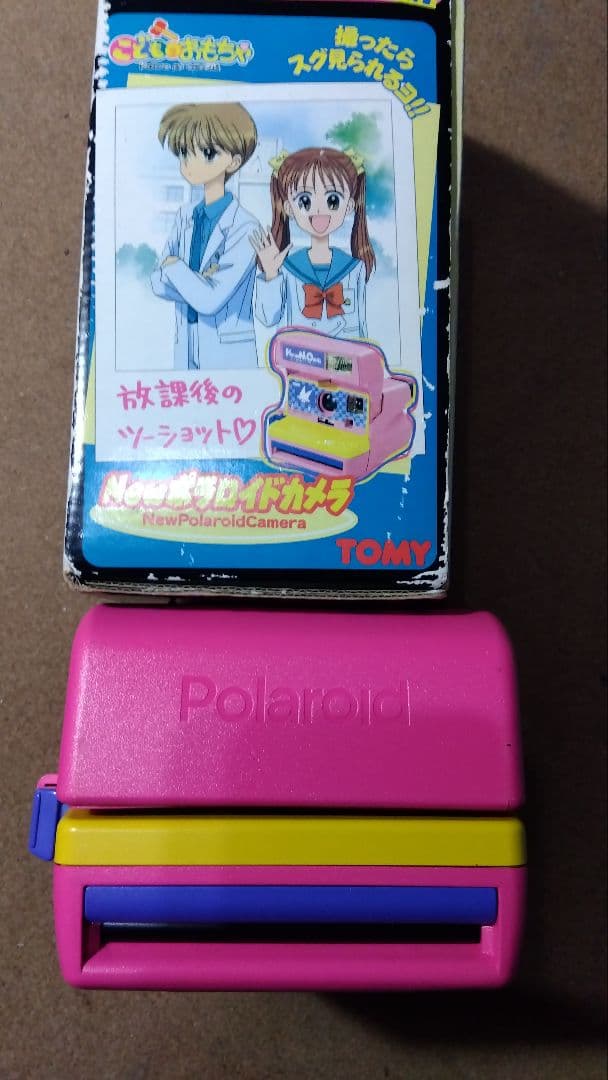 こどものおもちゃ
撮ったら
スグ見られるヨ!!
放課後の
ツーショット♡
Newポラロイドカメラ
NewPolaroidCamera
TOMY
Polaroid